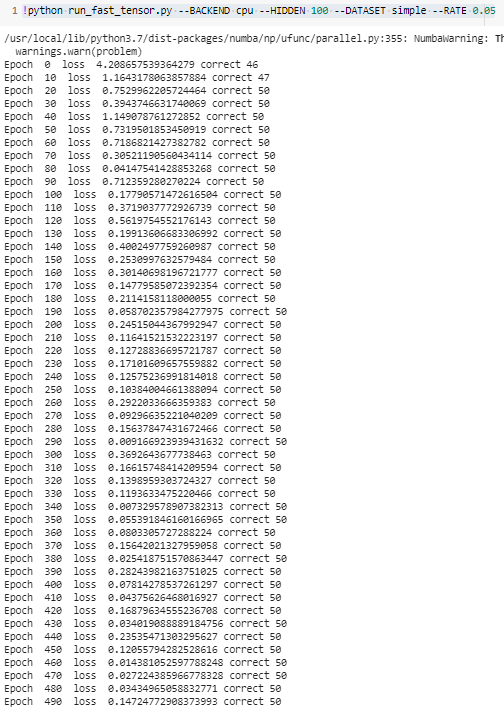 1 !python run_fast_tensor.py --BACKEND cpu --HIDDEN 100 --DATASET simple --RATE 0.05
/usr/local/lib/python3.7/dist-packages/numba/np/ufunc/parallel.py:355: NumbaWarning: Th
warnings.warn(problem)
Epoch 0 loss 4.208657539364279 correct 46
Epoch 10 loss 1.1643178063857884 correct 47
Epoch 20 loss 0.7529962205724464 correct 50
Epoch 30 loss 0.3943746631740069 correct 50
Epoch 40 loss 1.149078761272852 correct 50
Epoch 50 loss 0.7319501853450919 correct 50
Epoch 60 loss 0.7186821427382782 correct 50
Epoch 70 loss 0.30521190560434114 correct 50
Epoch 80 loss 0.04147541428853268 correct 50
Epoch 90 loss 0.712359280270224 correct 50
Epoch 100 loss 0.17790571472616504 correct 50
Epoch 110 loss 0.3719037772926739 correct 50
Epoch 120 loss 0.5619754552176143 correct 50
Epoch 130 loss 0.19913606683306992 correct 50
Epoch 140 loss 0.4002497759260987 correct 50
Epoch 150 loss 0.2530997632579484 correct 50
Epoch 160 loss 0.30140698196721777 correct 50
Epoch 170 loss 0.14779585072392354 correct 50
Epoch 180 loss 0.2114158118000055 correct 50
Epoch 190 loss 0.058702357984277975 correct 50
Epoch 200 loss 0.24515044367992947 correct 50
Epoch 210 loss 0.11641521532223197 correct 50
Epoch 220 loss 0.12728836695721787 correct 50
Epoch 230 loss 0.17101609657559882 correct 50
Epoch 240 loss 0.12575236991814018 correct 50
Epoch 250 loss 0.10384004661388094 correct 50
Epoch 260 loss 0.2922033666359383 correct 50
Epoch 270 loss 0.09296635221040209 correct 50
Epoch 280 loss 0.15637847431672466 correct 50
Epoch 290 loss 0.009166923939431632 correct 50
Epoch 300 loss 0.3692643677738463 correct 50
Epoch 310 loss 0.16615748414209594 correct 50
Epoch 320 loss 0.1398959303724327 correct 50
Epoch 330 loss 0.1193633475220466 correct 50
Epoch 340 loss 0.007329578907382313 correct 50
Epoch 350 loss 0.055391846160166965 correct 50
Epoch 360 loss 0.0803305727288224 correct 50
Epoch 370 loss 0.15642021327959058 correct 50
Epoch 380 loss 0.025418751570863447 correct 50
Epoch 390 loss 0.28243982163751025 correct 50
Epoch 400 loss 0.07814278537261297 correct 50
Epoch 410 loss 0.04375626468016927 correct 50
Epoch 420 loss 0.16879634555236708 correct 50
Epoch 430 loss 0.034019088889184756 correct 50
Epoch 440 loss 0.23535471303295627 correct 50
Epoch 450 loss 0.12055794282528616 correct 50
Epoch 460 loss 0.014381052597788248 correct 50
Epoch 470 loss 0.027224385966778328 correct 50
Epoch 480 loss 0.03434965058832771 correct 50
Epoch 490 loss 0.14724772908373993 correct 50